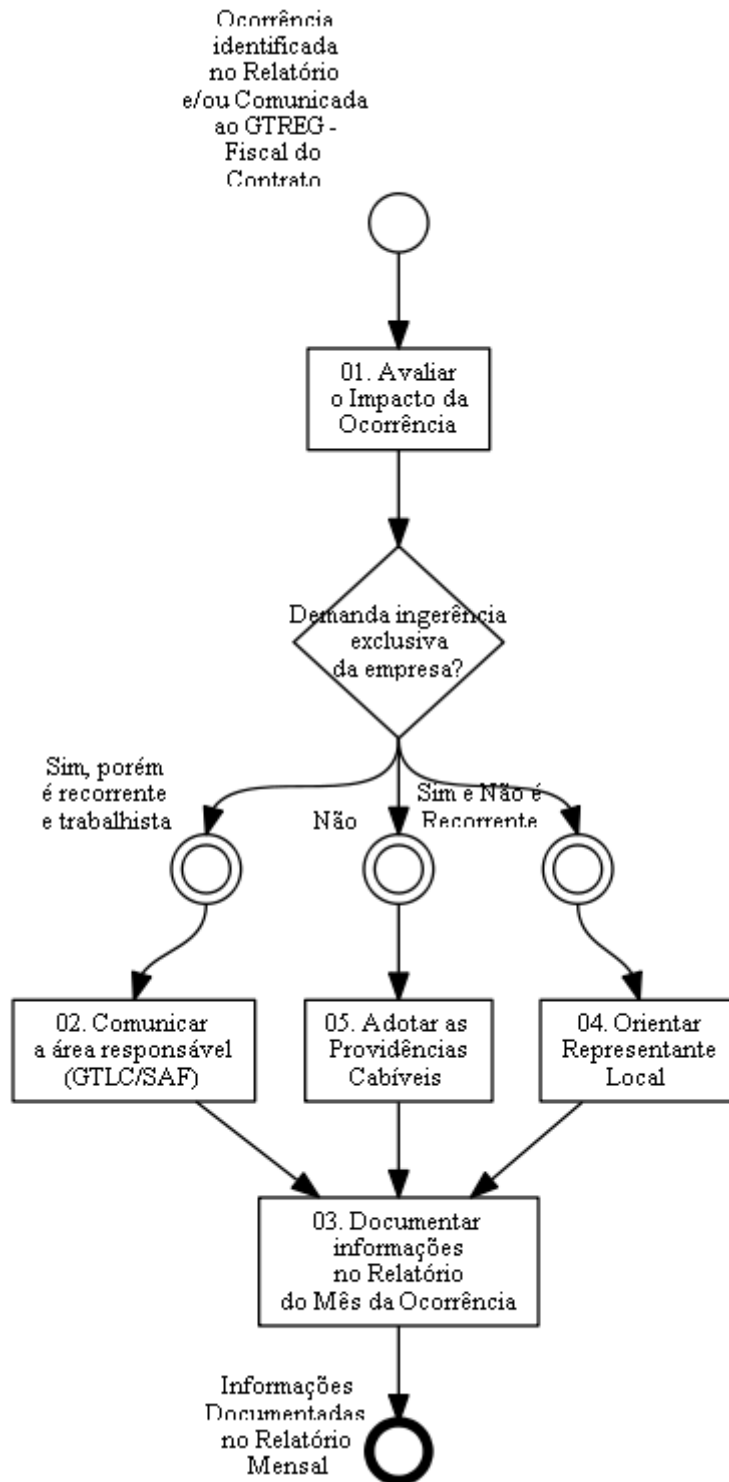 Ocorrência
identificada
no Relatório
e/ou Comunicada
ao GTREG -
Fiscal do
Contrato
01. Avaliar
o Impacto da
Ocorrência
Demanda ingerência
exclusiva
da empresa?
Sim, porém
é recorrente
e trabalhista
Não
Sim e Não é
Recorrente
02. Comunicar
a área responsável
(GTLC/SAF)
05. Adotar as
Providências
Cabíveis
04. Orientar
Representante
Local
03. Documentar
informações
no Relatório
do Mês da Ocorrência
Informações
Documentadas
no Relatório
Mensal